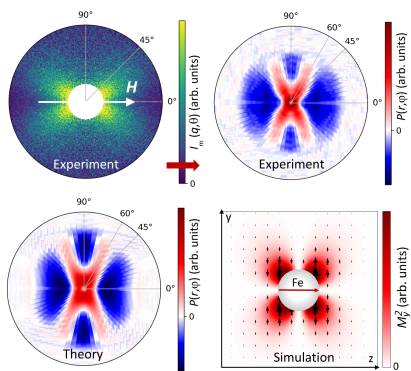 90°
60°
45°
0°
H
Experiment
I_m (q,θ) (arb. units)
0
90°
60°
45°
0°
Experiment
P(r,φ) (arb. units)
0
90°
60°
45°
0°
Theory
P(r,φ) (arb. units)
0
y
Fe
z
Simulation
M_y^2 (arb. units)
0